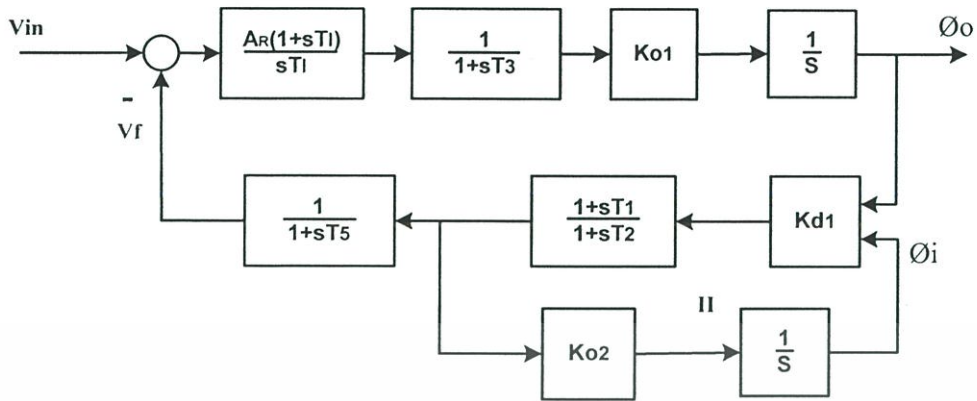 Vin
AR(1+sTI)
sTI
1
1+sT3
Ko1
1
S
Øo
-
Vf
1
1+sT5
1+sT1
1+sT2
Kd1
Øi
Ko2
II
1
S